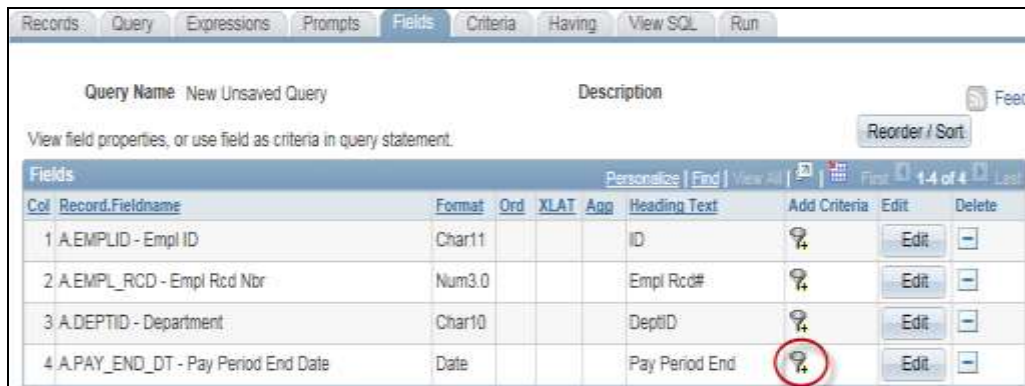 Records Query Expressions Prompts Fields Criteria Having View SQL Run
Query Name New Unsaved Query Description Feed
View field properties, or use field as criteria in query statement. Reorder / Sort
Fields Personalize | Find | View All | First 1-4 of 4 Last
Col Record.Fieldname Format Ord XLAT Agg Heading Text Add Criteria Edit Delete
1 A.EMPLID - Empl ID Char11 ID Edit
2 A.EMPL_RCD - Empl Rcd Nbr Num3.0 Empl Rcd# Edit
3 A.DEPTID - Department Char10 DeptID Edit
4 A.PAY_END_DT - Pay Period End Date Date Pay Period End Edit